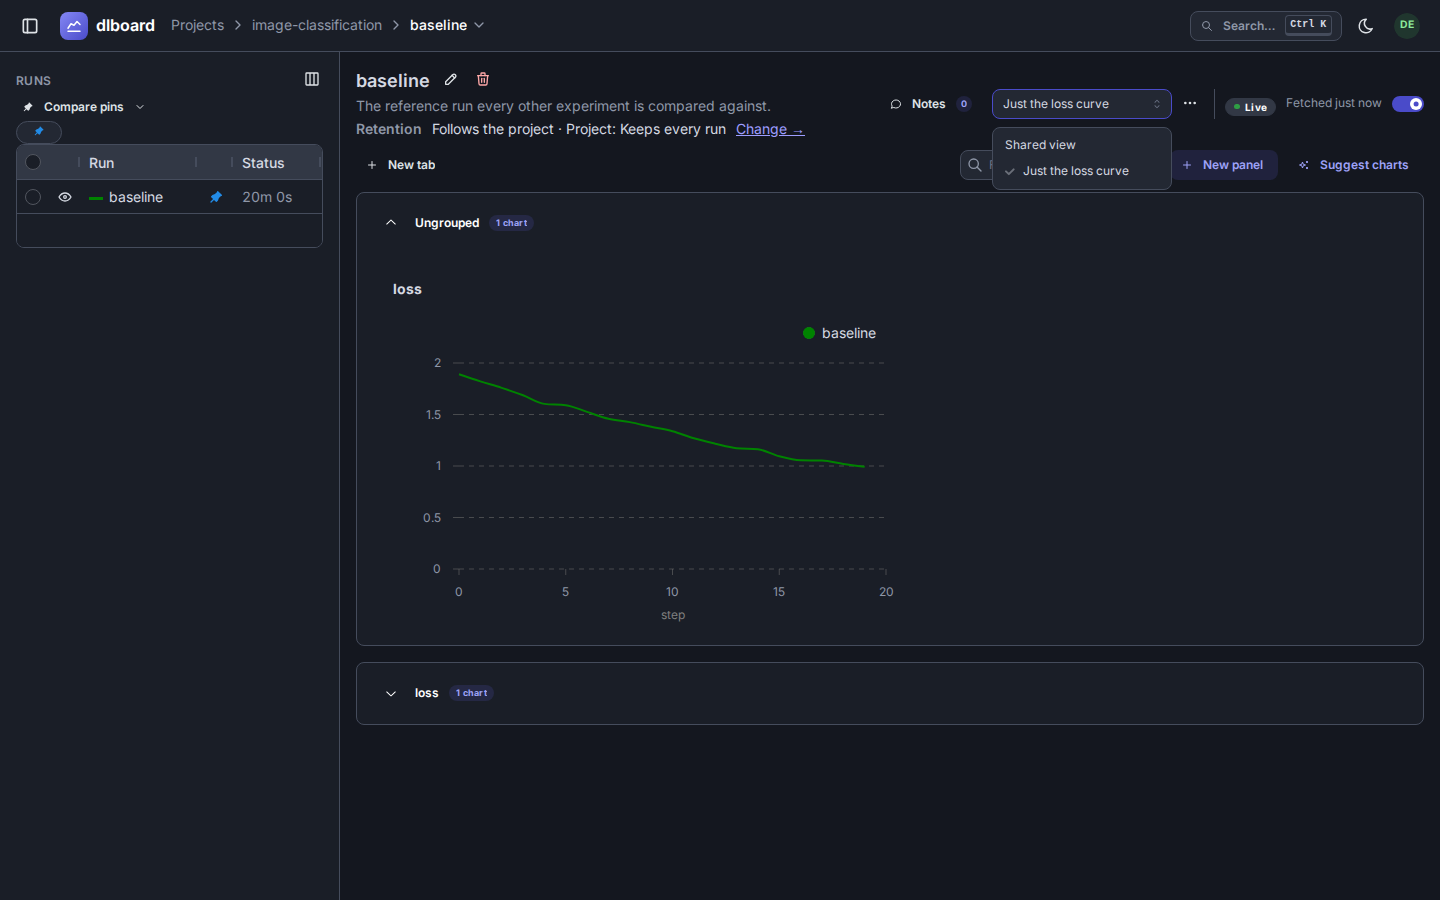 dlboard Projects image-classification baseline Search... Ctrl K DE
RUNS
Compare pins
Run Status
baseline 20m 0s
baseline
The reference run every other experiment is compared against.
Retention Follows the project · Project: Keeps every run Change →
Notes 0 Just the loss curve ··· Live Fetched just now
Shared view
Just the loss curve
New tab
New panel Suggest charts
Ungrouped 1 chart
loss
baseline
2
1.5
1
0.5
0
0 5 10 15 20
step
loss 1 chart